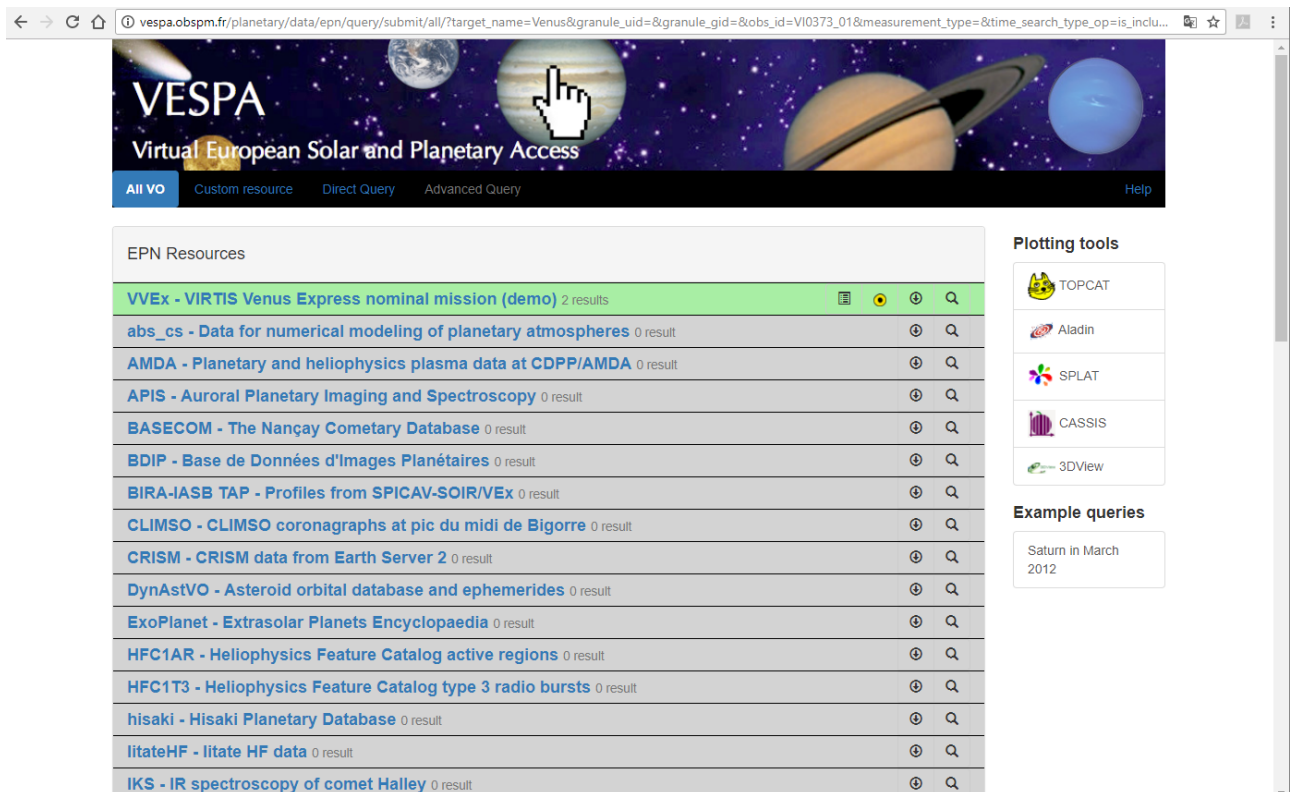 vespa.obspm.fr/planetary/data/epn/query/submit/all/?target_name=Venus&granule_uid=&granule_gid=&obs_id=VI0373_01&measurement_type=&time_search_type_op=is_inclu...
VESPA
Virtual European Solar and Planetary Access
All VO Custom resource Direct Query Advanced Query Help
EPN Resources
VVEx - VIRTIS Venus Express nominal mission (demo) 2 results
abs_cs - Data for numerical modeling of planetary atmospheres 0 result
AMDA - Planetary and heliophysics plasma data at CDPP/AMDA 0 result
APIS - Auroral Planetary Imaging and Spectroscopy 0 result
BASECOM - The Nançay Cometary Database 0 result
BDIP - Base de Données d'Images Planétaires 0 result
BIRA-IASB TAP - Profiles from SPICAV-SOIR/VEx 0 result
CLIMSO - CLIMSO coronagraphs at pic du midi de Bigorre 0 result
CRISM - CRISM data from Earth Server 2 0 result
DynAstVO - Asteroid orbital database and ephemerides 0 result
ExoPlanet - Extrasolar Planets Encyclopaedia 0 result
HFC1AR - Heliophysics Feature Catalog active regions 0 result
HFC1T3 - Heliophysics Feature Catalog type 3 radio bursts 0 result
hisaki - Hisaki Planetary Database 0 result
IitateHF - Iitate HF data 0 result
IKS - IR spectroscopy of comet Halley 0 result
Plotting tools
TOPCAT
Aladin
SPLAT
CASSIS
3DView
Example queries
Saturn in March
2012